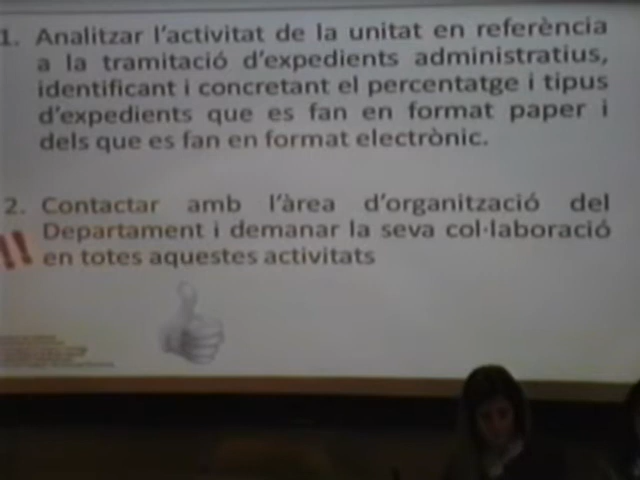 1. Analitzar l'activitat de la unitat en referència
a la tramitació d'expedients administratius,
identificant i concretant el percentatge i tipus
d'expedients que es fan en format paper i
dels que es fan en format electrònic.
2. Contactar amb l'àrea d'organització del
Departament i demanar la seva col·laboració
!! en totes aquestes activitats